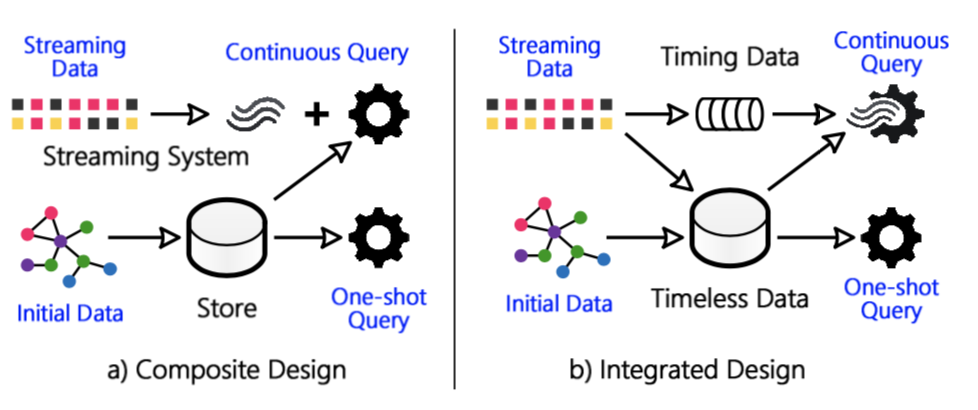 Streaming
Data
Continuous Query
+
Streaming System
Initial Data
Store
One-shot
Query
a) Composite Design
Streaming
Data
Timing Data
Continuous
Query
Initial Data
Timeless Data
One-shot
Query
b) Integrated Design